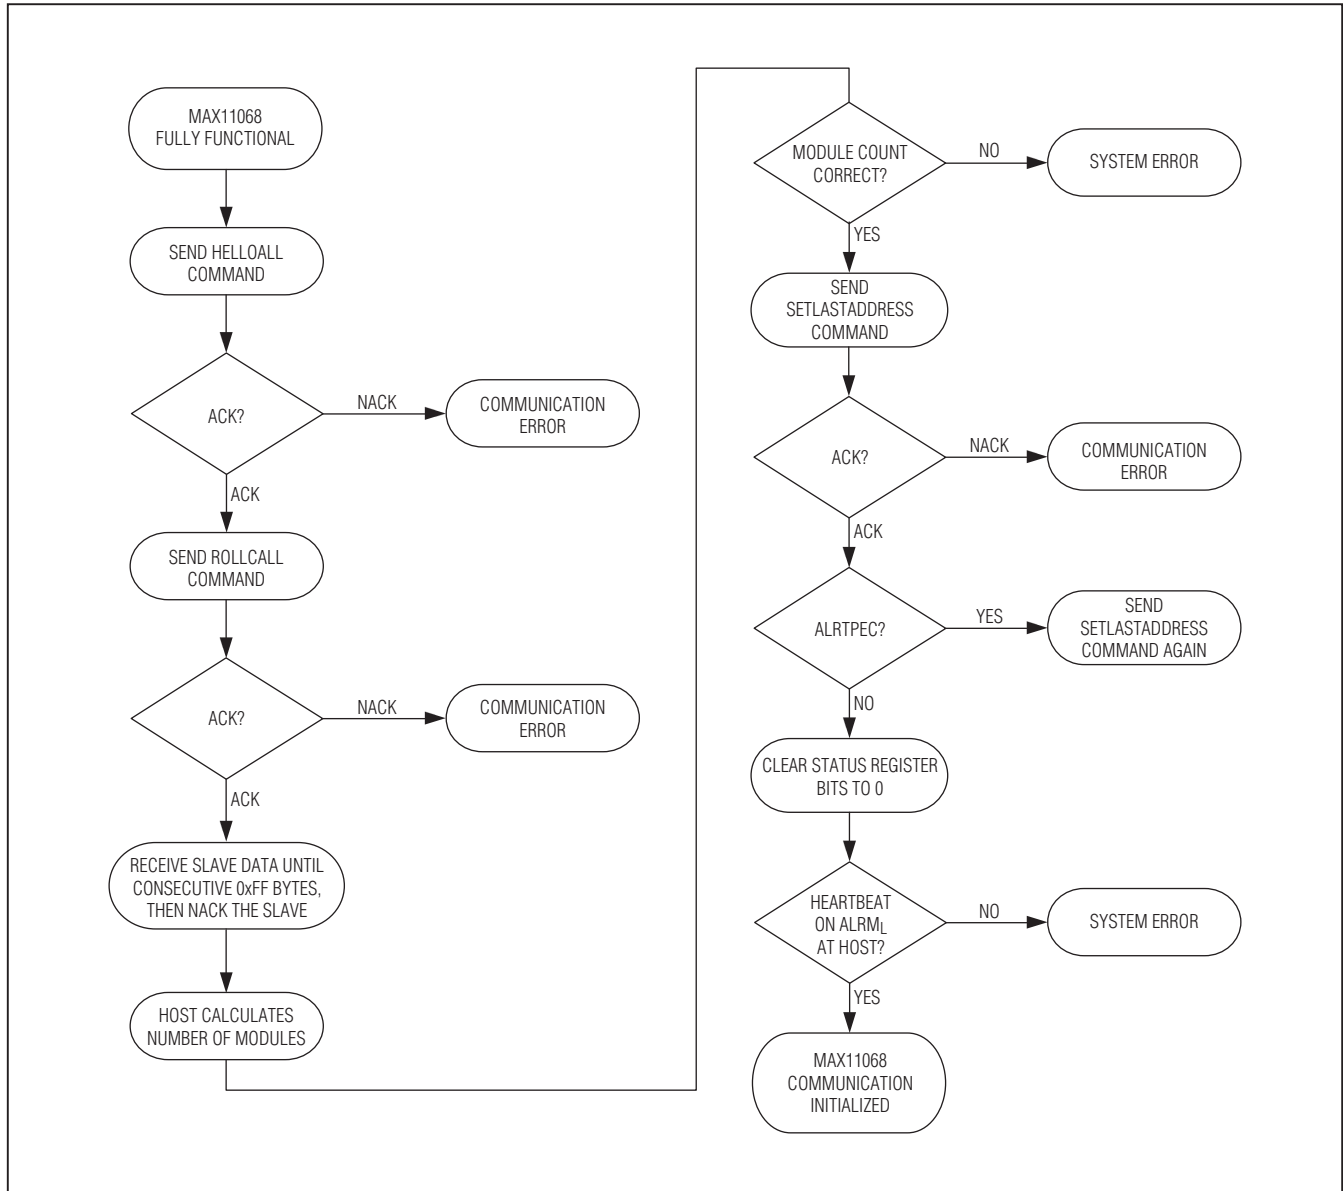 MAX11068
FULLY FUNCTIONAL
SEND HELLOALL
COMMAND
ACK?
NACK
COMMUNICATION
ERROR
ACK
SEND ROLLCALL
COMMAND
ACK?
NACK
COMMUNICATION
ERROR
ACK
RECEIVE SLAVE DATA UNTIL
CONSECUTIVE 0xFF BYTES,
THEN NACK THE SLAVE
HOST CALCULATES
NUMBER OF MODULES
MODULE COUNT
CORRECT?
NO
SYSTEM ERROR
YES
SEND
SETLASTADDRESS
COMMAND
ACK?
NACK
COMMUNICATION
ERROR
ACK
ALRTPEC?
YES
SEND
SETLASTADDRESS
COMMAND AGAIN
NO
CLEAR STATUS REGISTER
BITS TO 0
HEARTBEAT
ON ALRML
AT HOST?
NO
SYSTEM ERROR
YES
MAX11068
COMMUNICATION
INITIALIZED